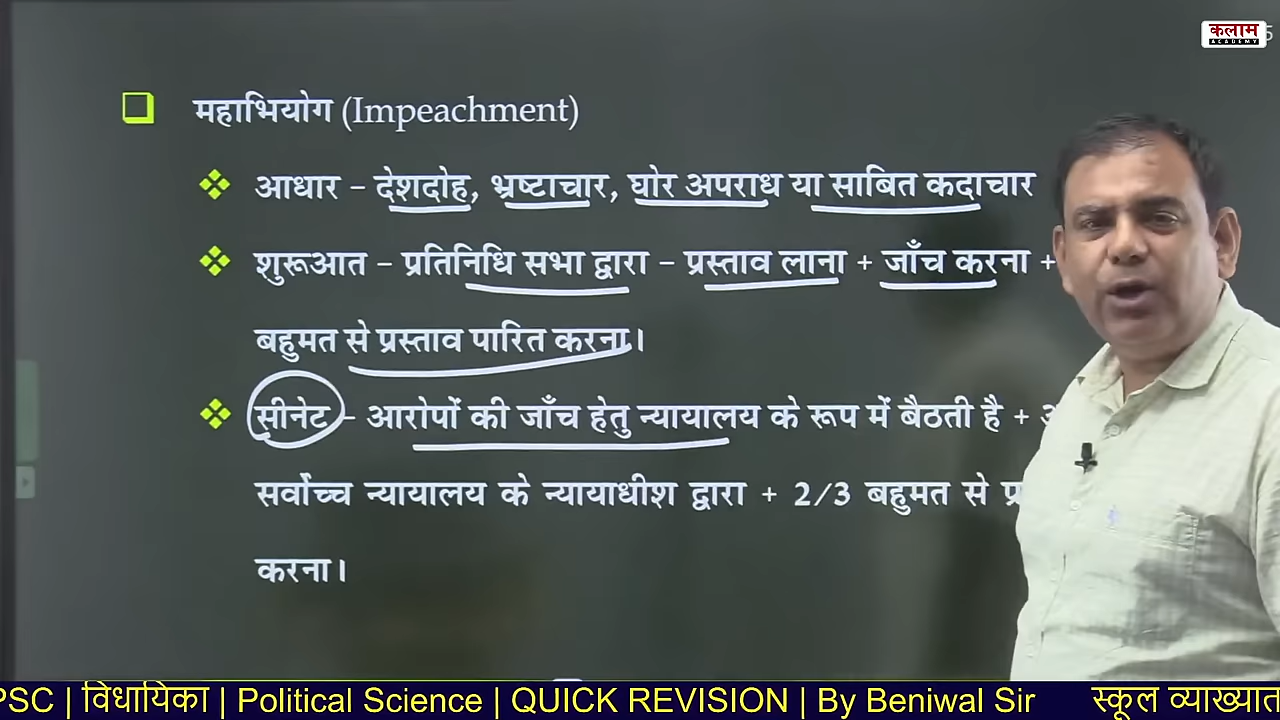 कलाम
ACADEMY
महाभियोग (Impeachment)
आधार – देशदोह, भ्रष्टाचार, घोर अपराध या साबित कदाचार
शुरूआत – प्रतिनिधि सभा द्वारा – प्रस्ताव लाना + जाँच करना +
बहुमत से प्रस्ताव पारित करना।
सीनेट – आरोपों की जाँच हेतु न्यायालय के रूप में बैठती है +
सर्वोच्च न्यायालय के न्यायाधीश द्वारा + 2/3 बहुमत से
करना।
PSC | विधायिका | Political Science | QUICK REVISION | By Beniwal Sir स्कूल व्याख्यात